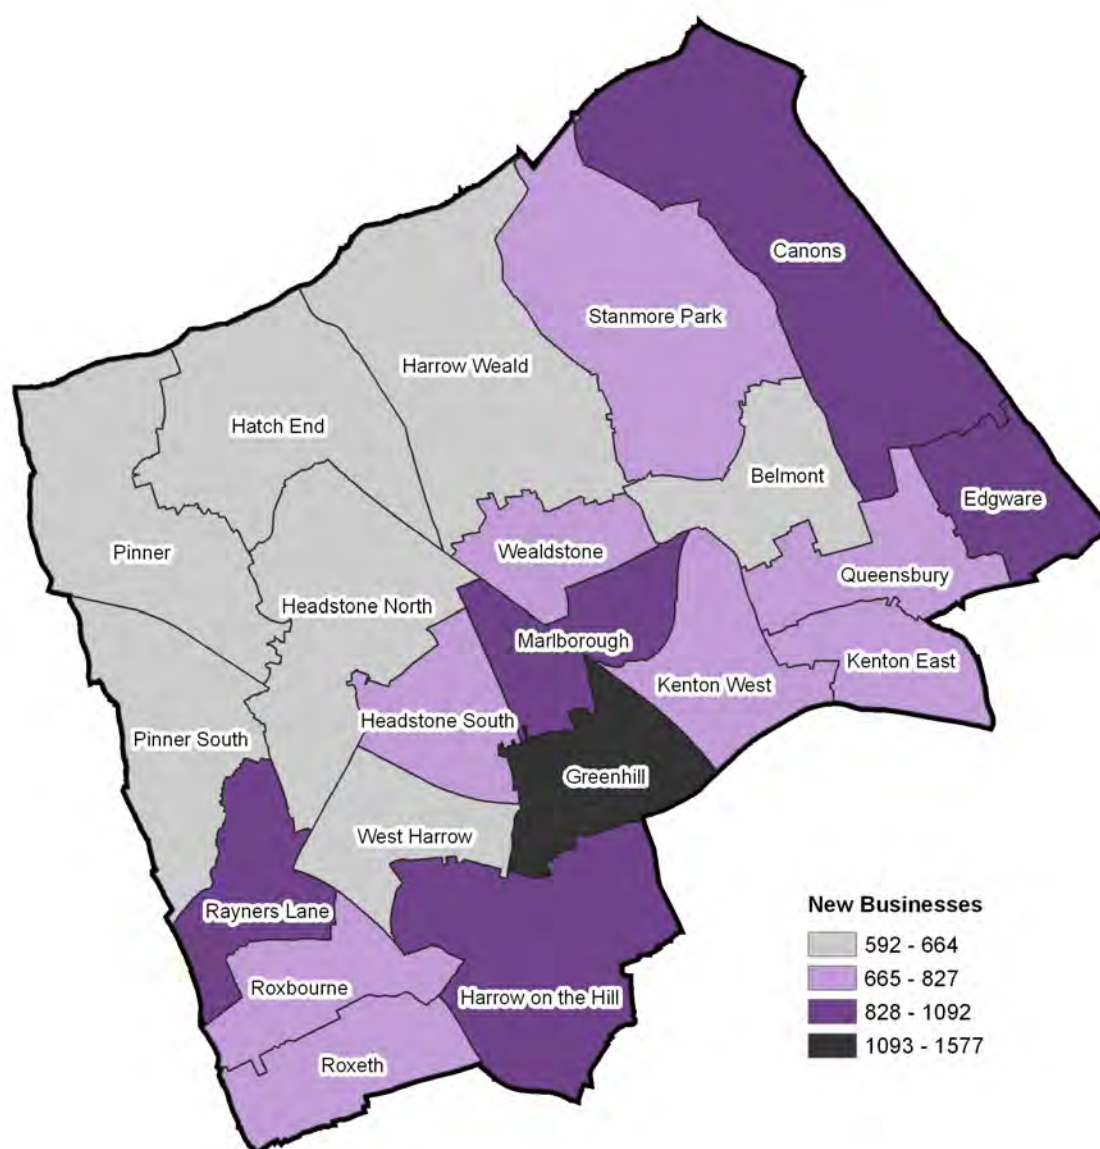 Canons
Stanmore Park
Harrow Weald
Hatch End
Belmont
Edgware
Pinner
Wealdstone
Queensbury
Headstone North
Marlborough
Kenton East
Kenton West
Headstone South
Pinner South
Greenhill
West Harrow
Rayners Lane
Roxbourne
Harrow on the Hill
Roxeth
New Businesses
592 - 664
665 - 827
828 - 1092
1093 - 1577